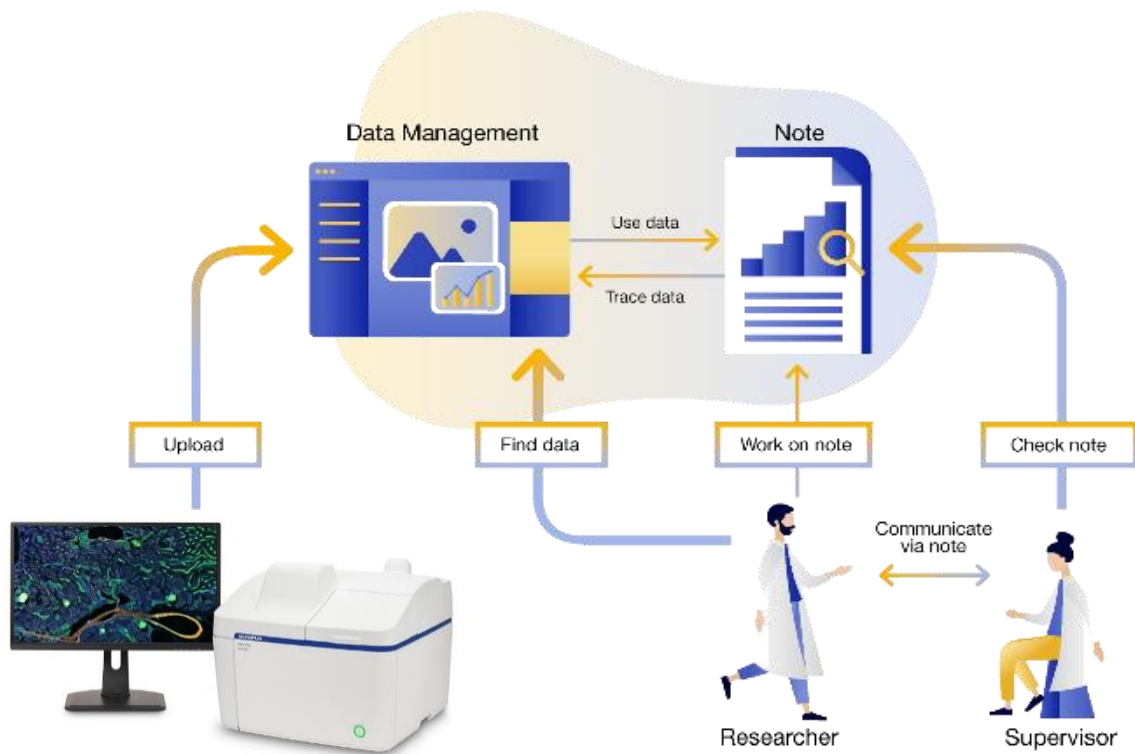 Data Management
Note
Use data
Trace data
Upload
Find data
Work on note
Check note
Communicate
via note
OLYMPUS
Researcher
Supervisor